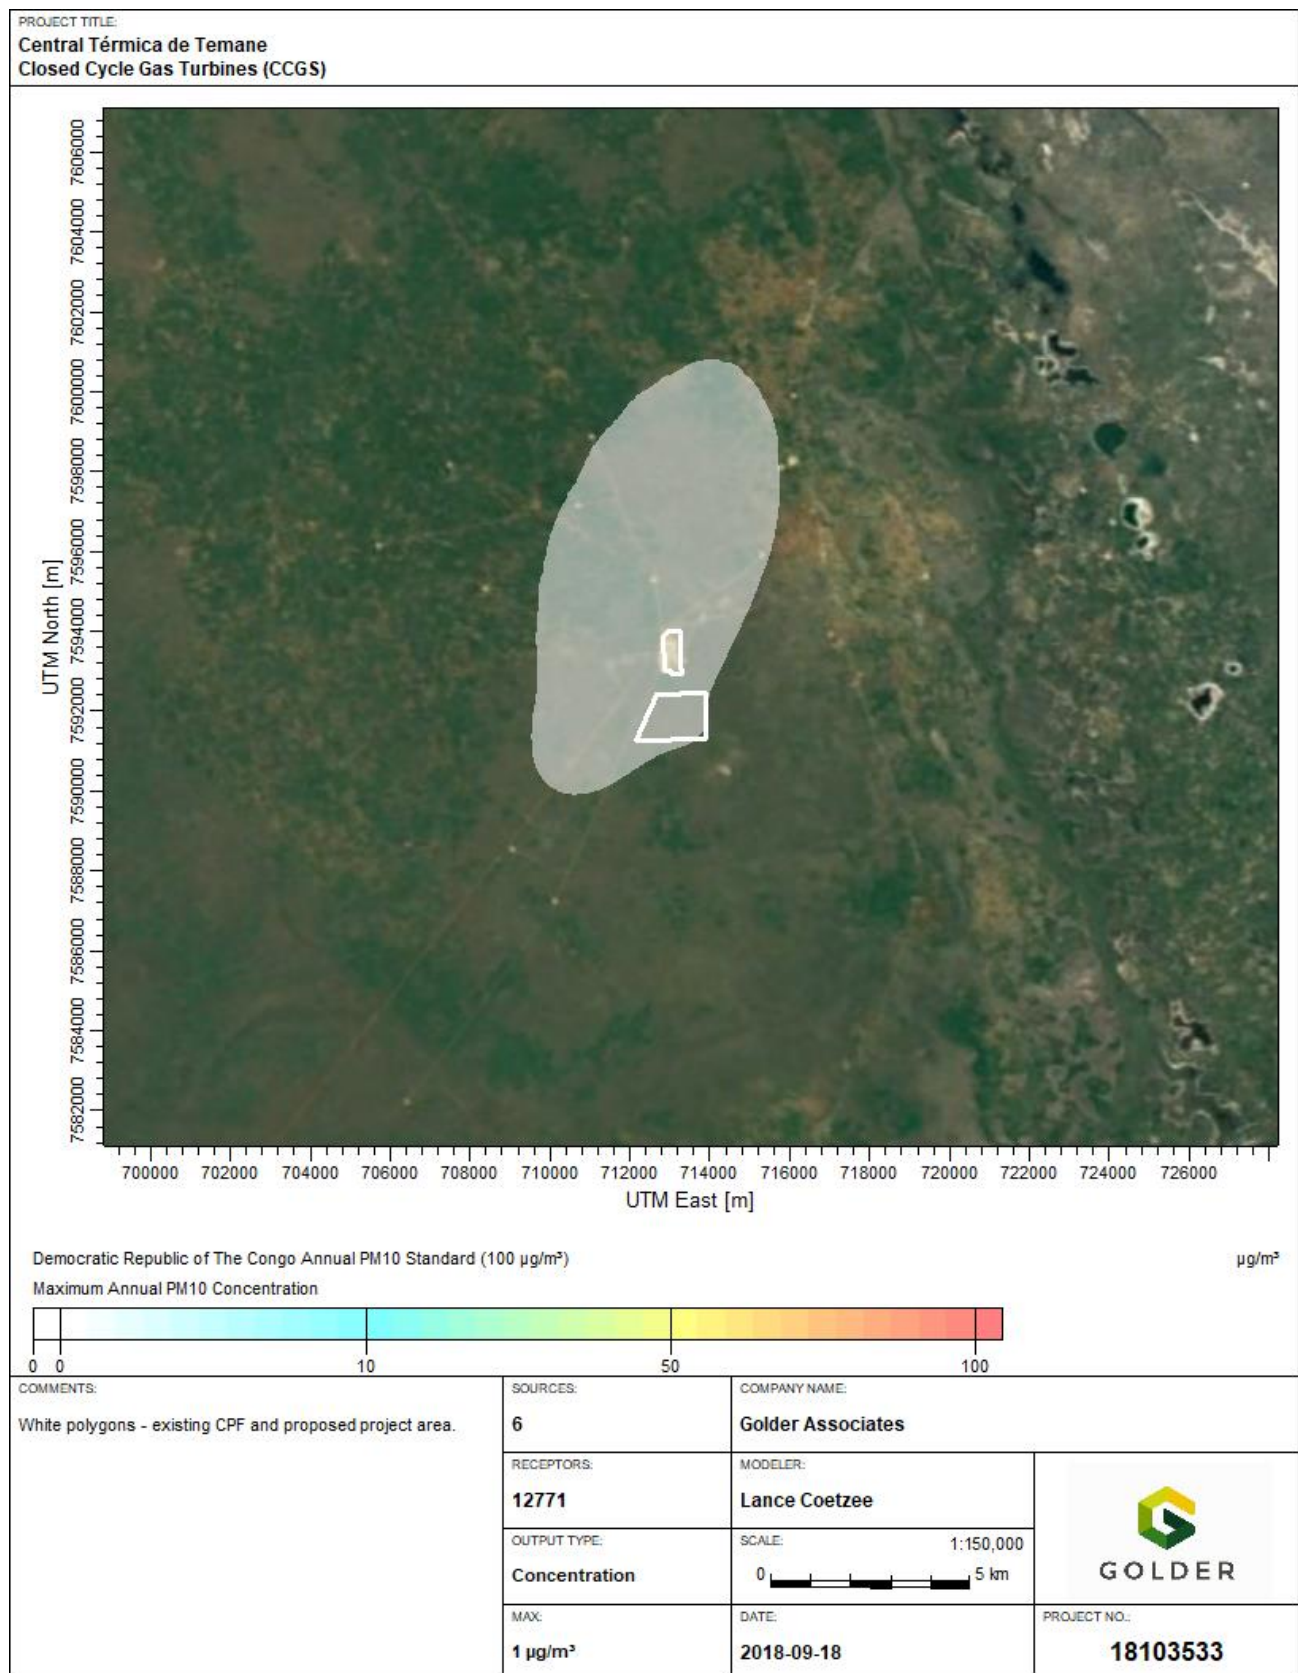 PROJECT TITLE:
Central Térmica de Temane
Closed Cycle Gas Turbines (CCGS)
UTM North [m]
7606000
7604000
7602000
7600000
7598000
7596000
7594000
7592000
7590000
7588000
7586000
7584000
7582000
700000 702000 704000 706000 708000 710000 712000 714000 716000 718000 720000 722000 724000 726000
UTM East [m]
Democratic Republic of The Congo Annual PM10 Standard (100 µg/m³) µg/m³
Maximum Annual PM10 Concentration
0 0 10 50 100
COMMENTS:
White polygons - existing CPF and proposed project area.
SOURCES:
6
COMPANY NAME:
Golder Associates
RECEPTORS:
12771
MODELER:
Lance Coetzee
OUTPUT TYPE:
Concentration
SCALE: 1:150,000
0 5 km
GOLDER
MAX:
1 µg/m³
DATE:
2018-09-18
PROJECT NO.:
18103533